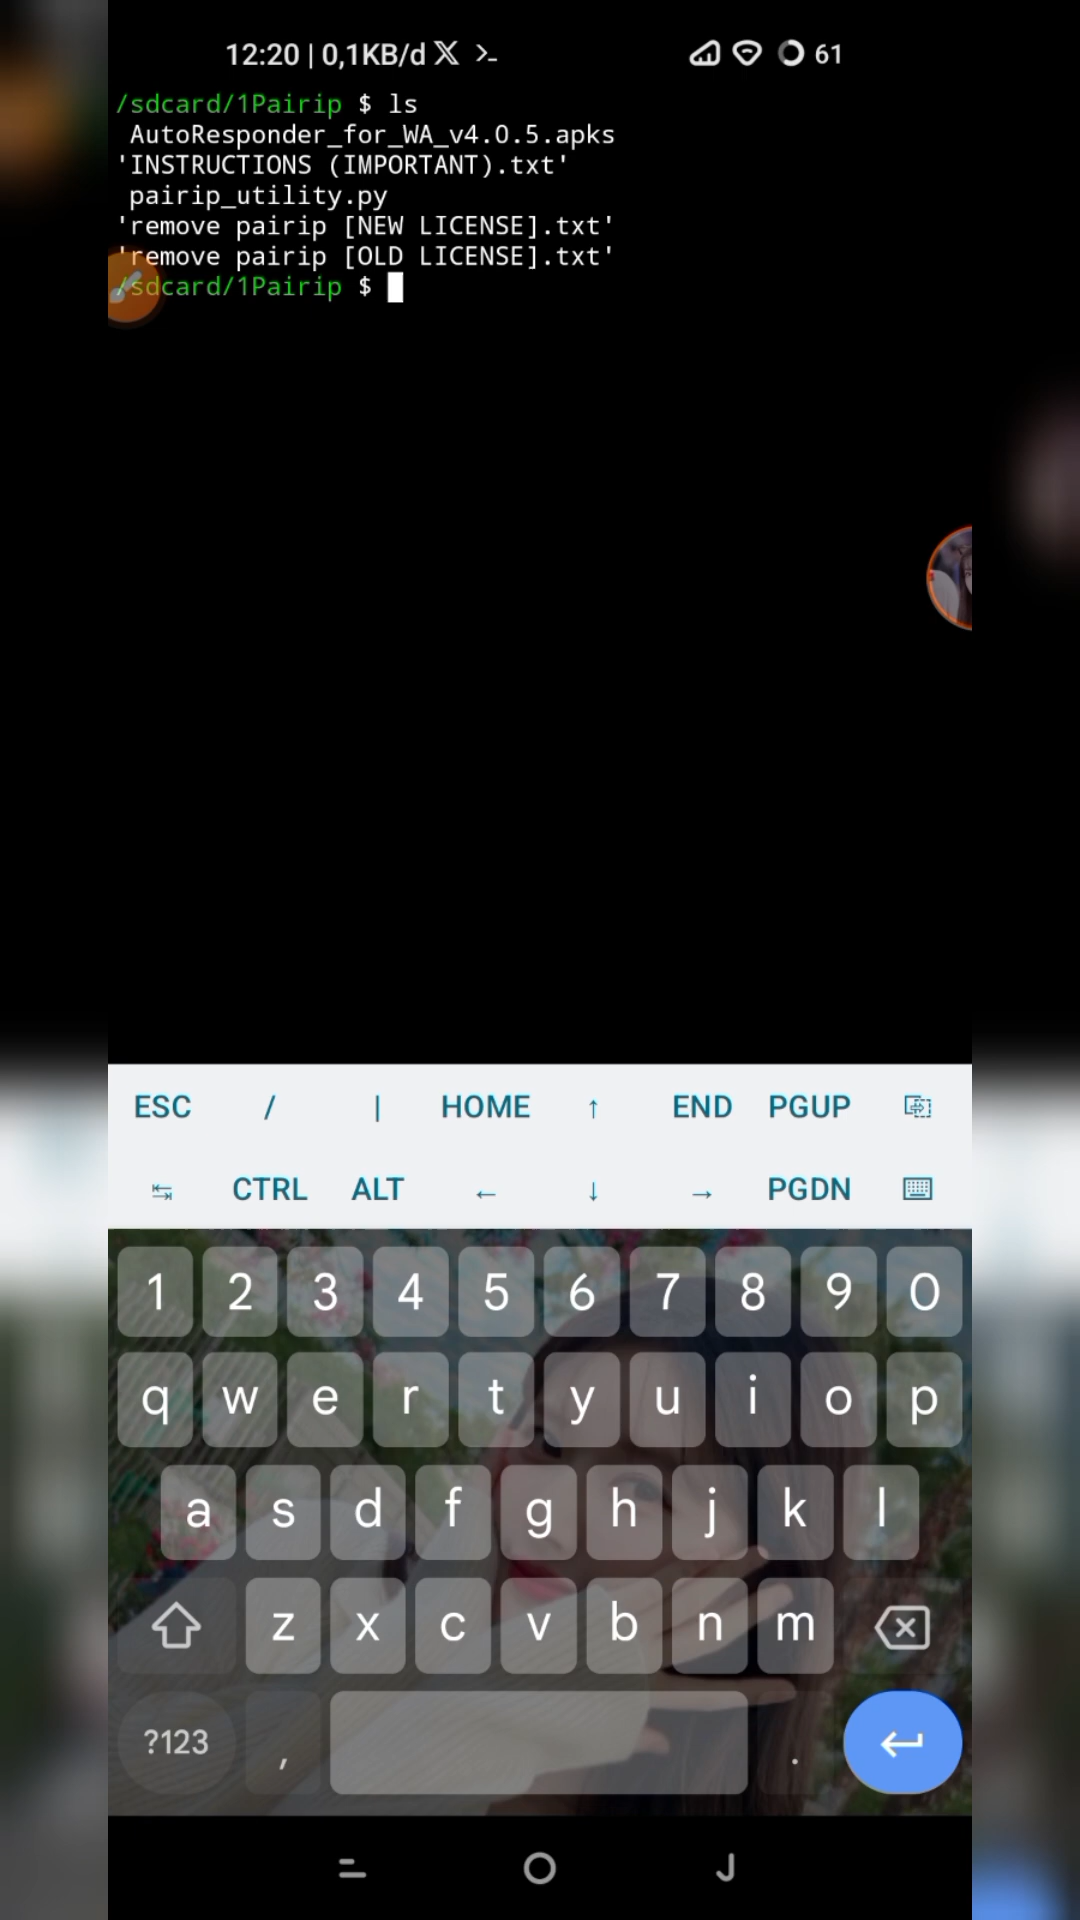 12:20 | 0,1KB/d X >_ 61
/sdcard/1Pairip $ ls
AutoResponder_for_WA_v4.0.5.apks
'INSTRUCTIONS (IMPORTANT).txt'
pairip_utility.py
'remove pairip [NEW LICENSE].txt'
'remove pairip [OLD LICENSE].txt'
/sdcard/1Pairip $
ESC / | HOME ↑ END PGUP
↹ CTRL ALT ← ↓ → PGDN
1 2 3 4 5 6 7 8 9 0
q w e r t y u i o p
a s d f g h j k l
z x c v b n m
?123 , .